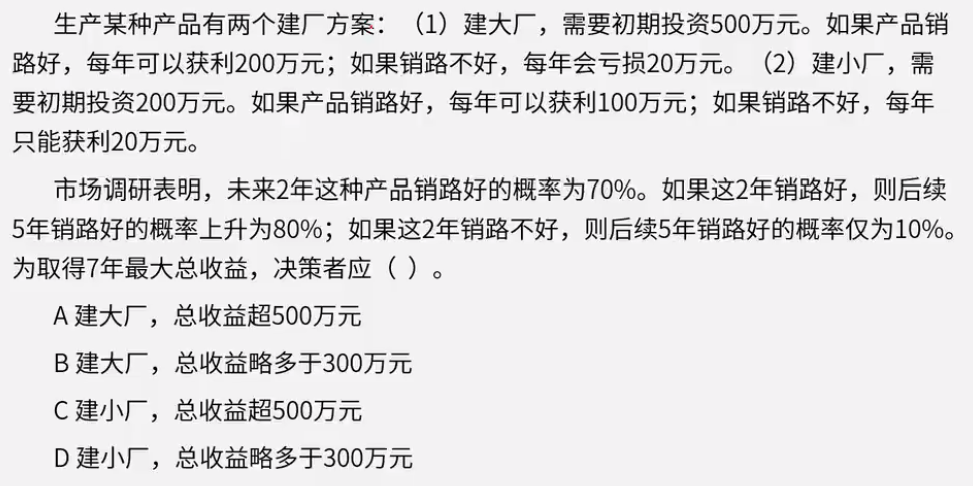 生产某种产品有两个建厂方案：（1）建大厂，需要初期投资500万元。如果产品销
路好，每年可以获利200万元；如果销路不好，每年会亏损20万元。（2）建小厂，需
要初期投资200万元。如果产品销路好，每年可以获利100万元；如果销路不好，每年
只能获利20万元。
市场调研表明，未来2年这种产品销路好的概率为70%。如果这2年销路好，则后续
5年销路好的概率上升为80%；如果这2年销路不好，则后续5年销路好的概率仅为10%。
为取得7年最大总收益，决策者应（ ）。
A 建大厂，总收益超500万元
B 建大厂，总收益略多于300万元
C 建小厂，总收益超500万元
D 建小厂，总收益略多于300万元